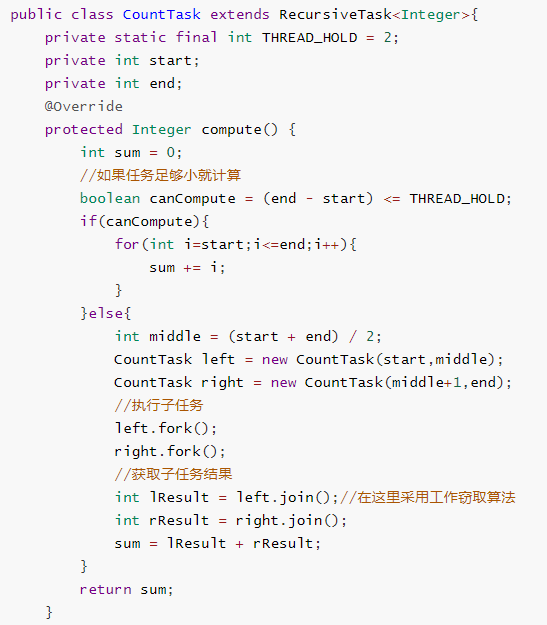 public class CountTask extends RecursiveTask<Integer>{
    private static final int THREAD_HOLD = 2;
    private int start;
    private int end;
    @Override
    protected Integer compute() {
        int sum = 0;
        //如果任务足够小就计算
        boolean canCompute = (end - start) <= THREAD_HOLD;
        if(canCompute){
            for(int i=start;i<=end;i++){
                sum += i;
            }
        }else{
            int middle = (start + end) / 2;
            CountTask left = new CountTask(start,middle);
            CountTask right = new CountTask(middle+1,end);
            //执行子任务
            left.fork();
            right.fork();
            //获取子任务结果
            int lResult = left.join();//在这里采用工作窃取算法
            int rResult = right.join();
            sum = lResult + rResult;
        }
        return sum;
    }